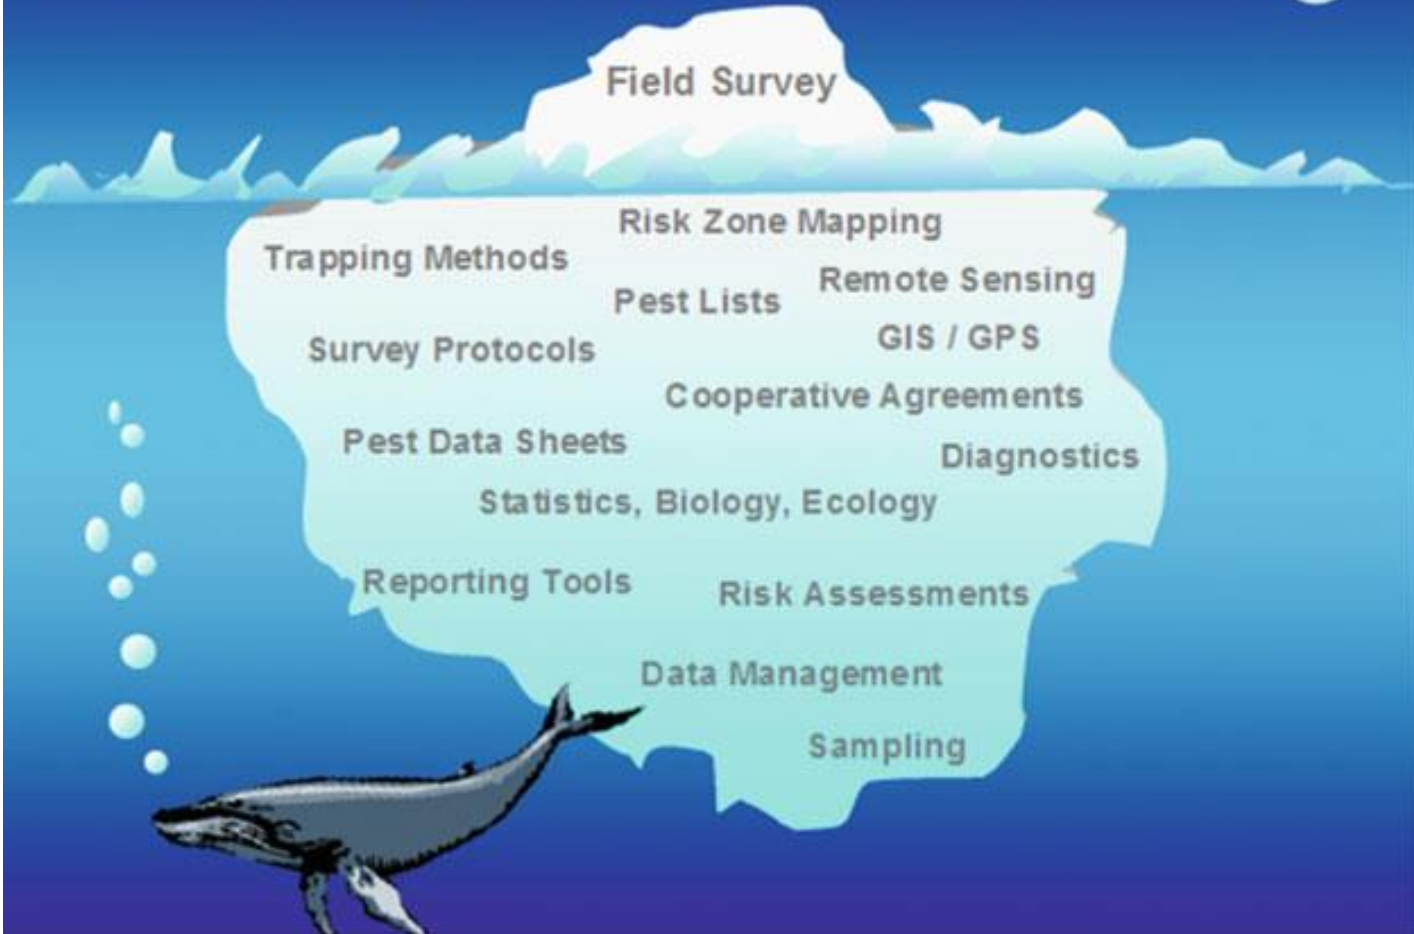 Field Survey
Risk Zone Mapping
Trapping Methods
Remote Sensing
Pest Lists
GIS / GPS
Survey Protocols
Cooperative Agreements
Pest Data Sheets
Diagnostics
Statistics, Biology, Ecology
Reporting Tools
Risk Assessments
Data Management
Sampling